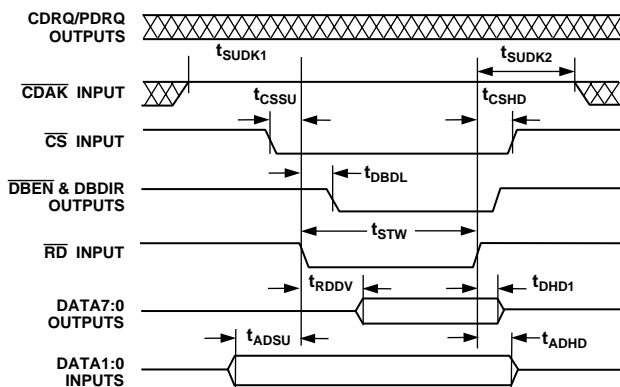 CDRQ/PDRQ
OUTPUTS
tSUDK1
tSUDK2
CDAK INPUT
tCSSU
tCSHD
CS INPUT
tDBDL
DBEN & DBDIR
OUTPUTS
tSTW
RD INPUT
tRDDV
tDHD1
DATA7:0
OUTPUTS
tADSU
tADHD
DATA1:0
INPUTS